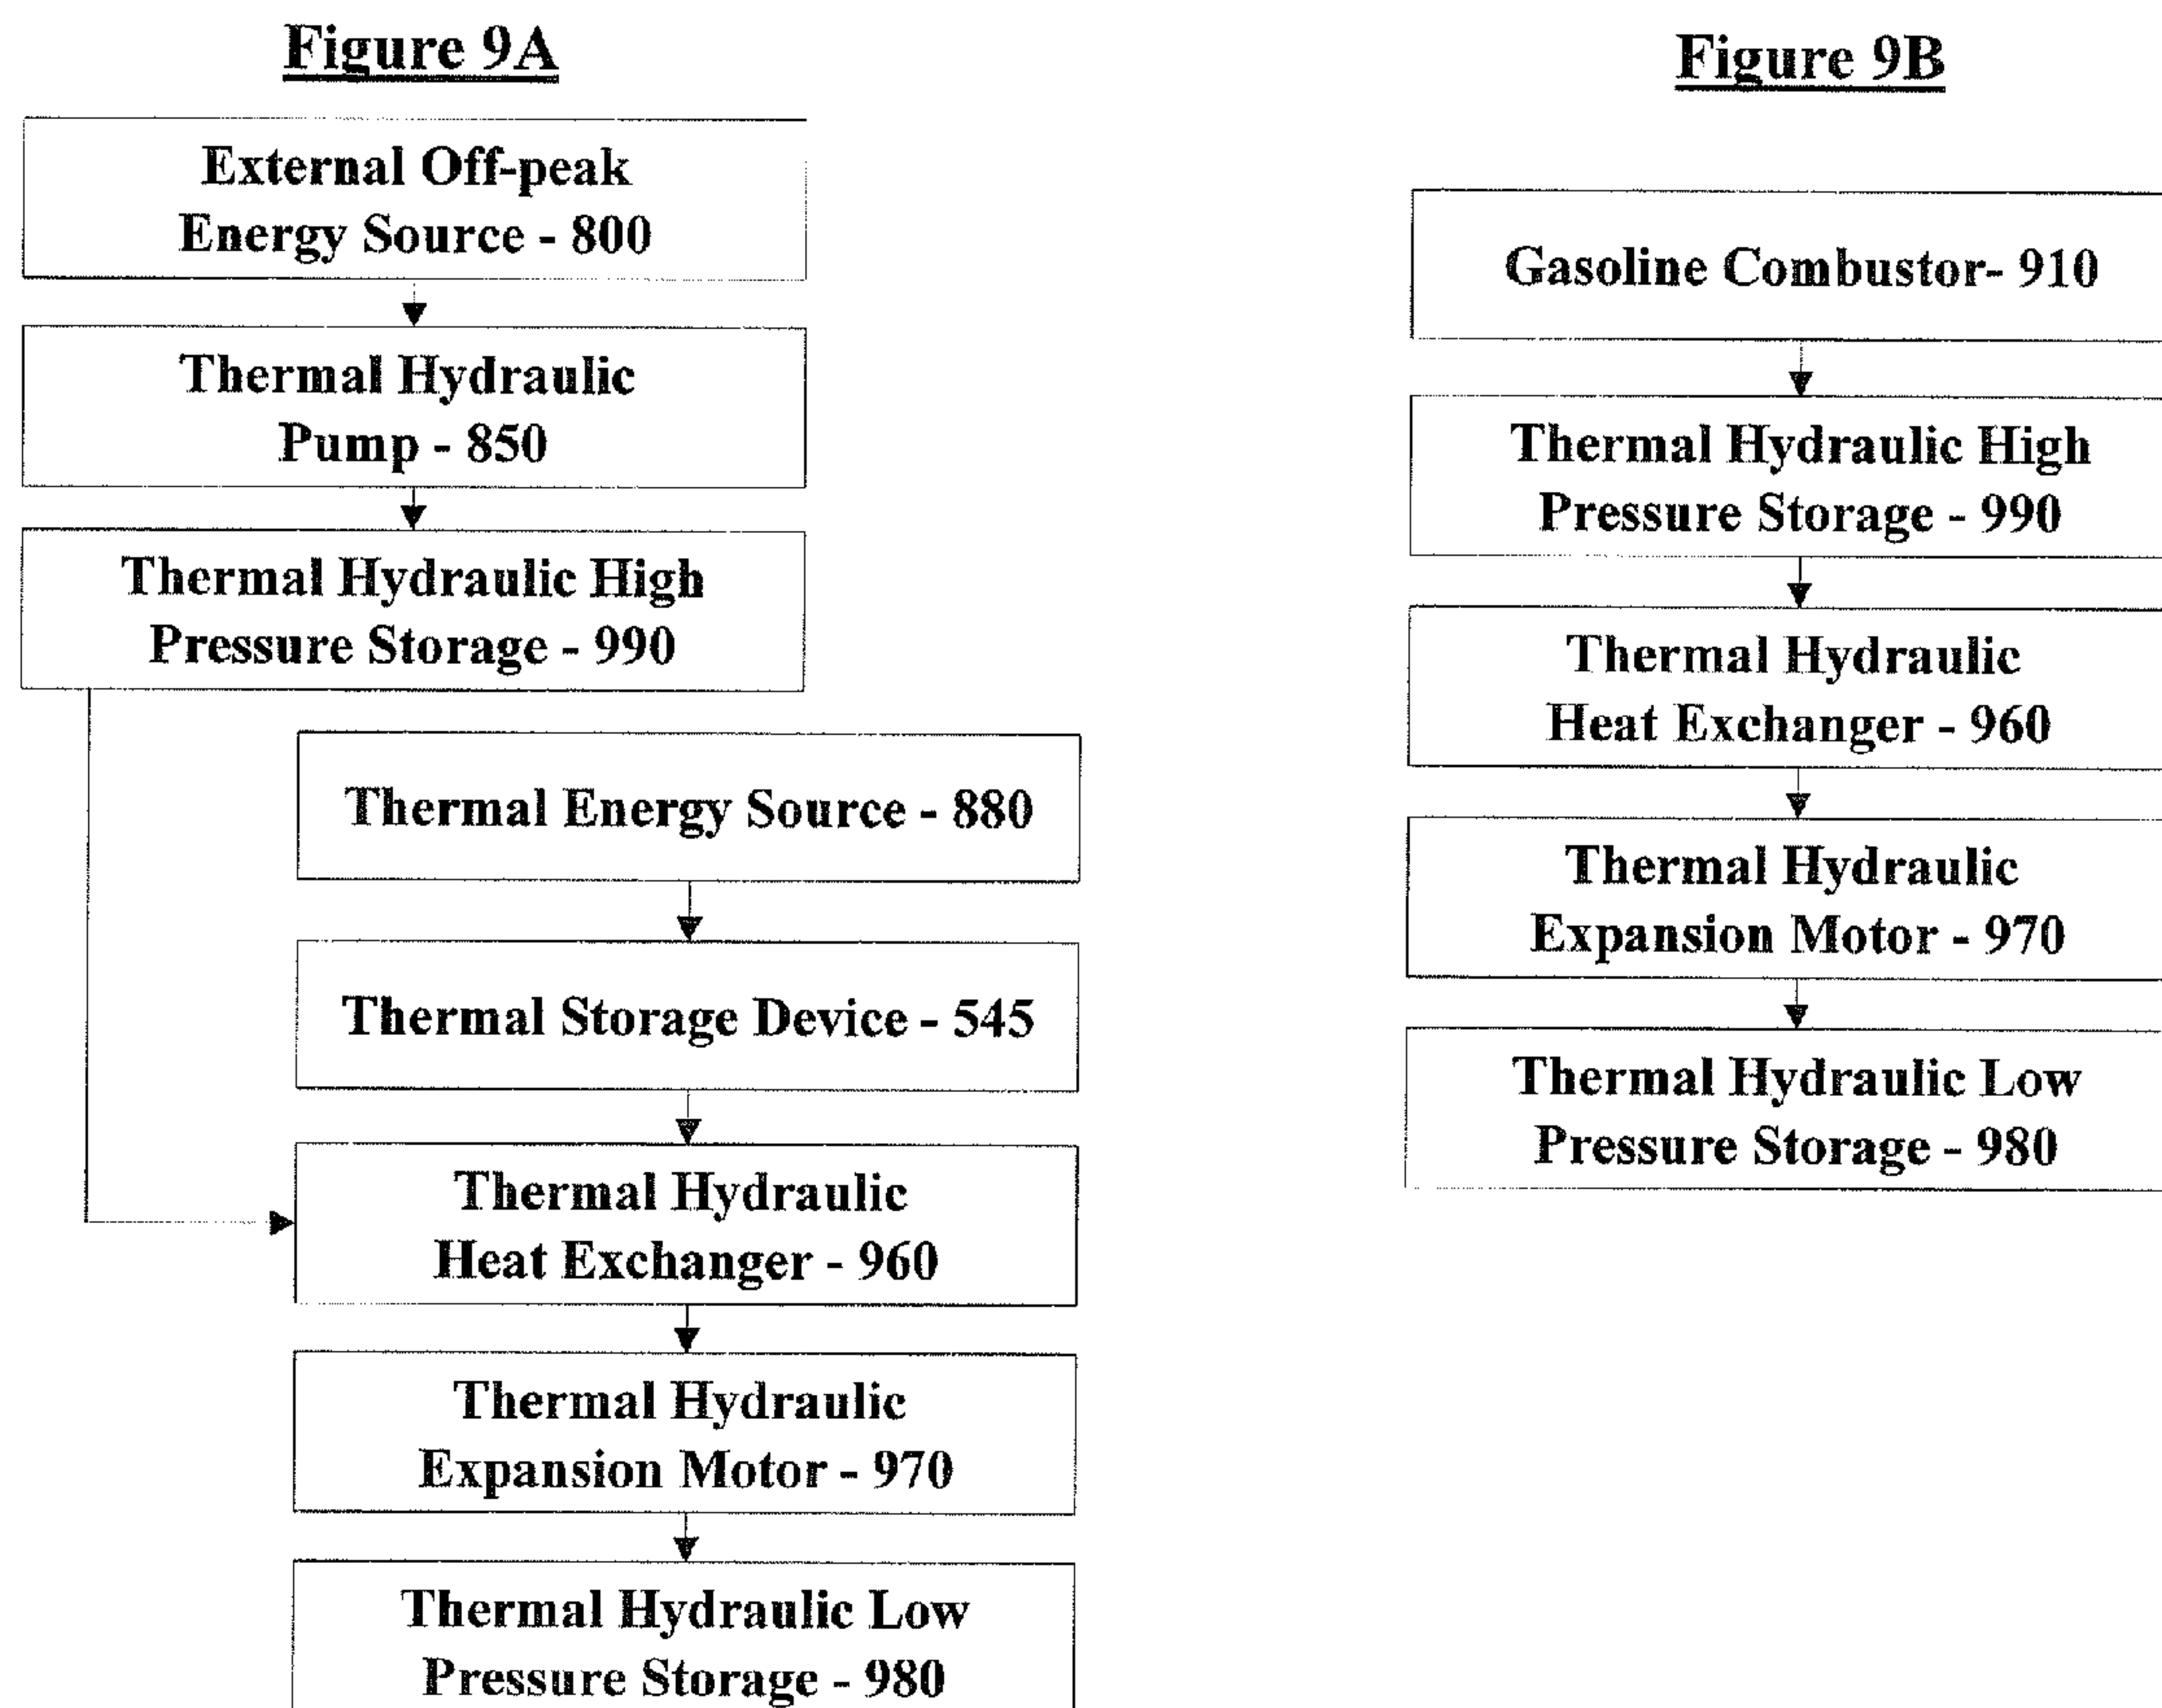 Figure 9A
External Off-peak
Energy Source - 800
Thermal Hydraulic
Pump - 850
Thermal Hydraulic High
Pressure Storage - 990
Thermal Energy Source - 880
Thermal Storage Device - 545
Thermal Hydraulic
Heat Exchanger - 960
Thermal Hydraulic
Expansion Motor - 970
Thermal Hydraulic Low
Pressure Storage - 980
Figure 9B
Gasoline Combustor- 910
Thermal Hydraulic High
Pressure Storage - 990
Thermal Hydraulic
Heat Exchanger - 960
Thermal Hydraulic
Expansion Motor - 970
Thermal Hydraulic Low
Pressure Storage - 980